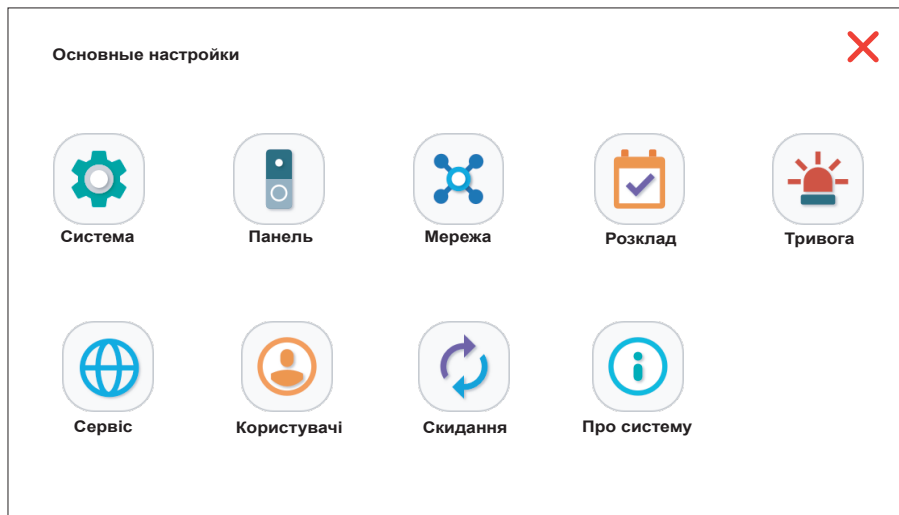 Основные настройки
Система
Панель
Мережа
Розклад
Тривога
Сервіс
Користувачі
Скидання
Про систему